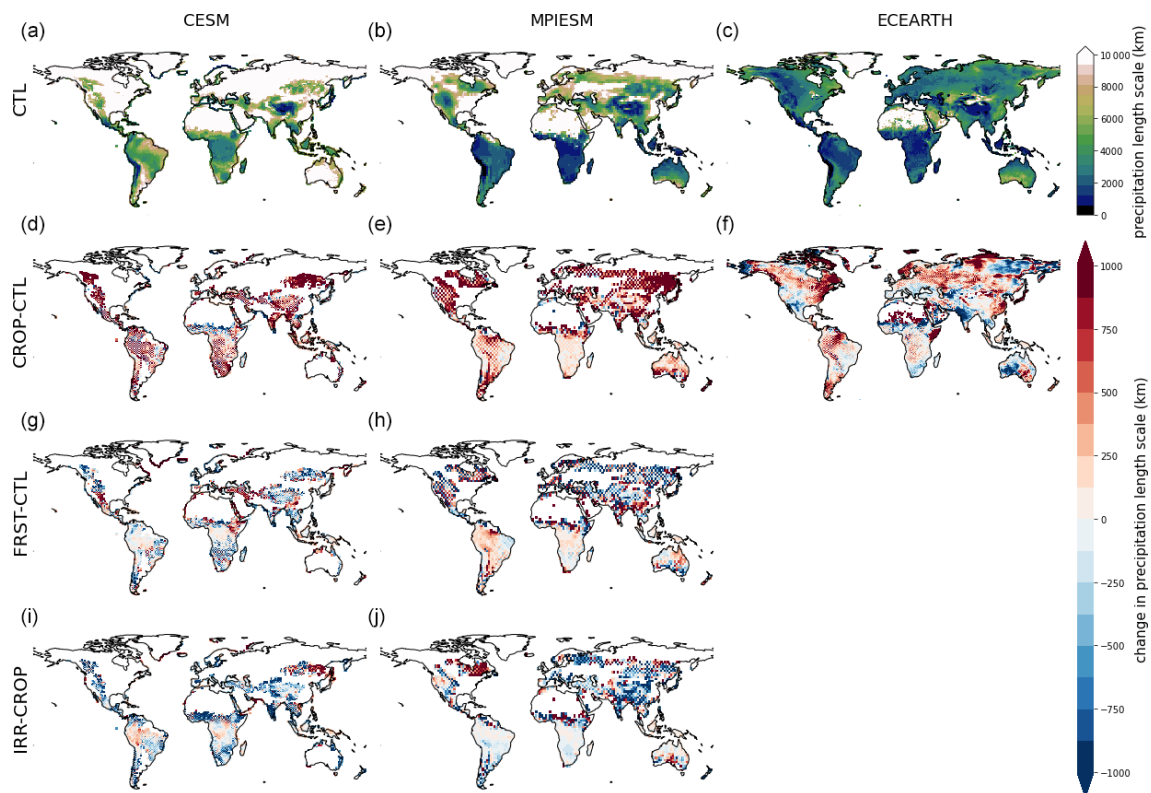 CESM
MPIESM
ECEARTH
(a)
(b)
(c)
CTL
10 000
8000
6000
4000
2000
0
precipitation length scale (km)
(d)
(e)
(f)
CROP-CTL
(g)
(h)
FRST-CTL
(i)
(j)
IRR-CROP
1000
750
500
250
0
−250
−500
−750
−1000
change in precipitation length scale (km)